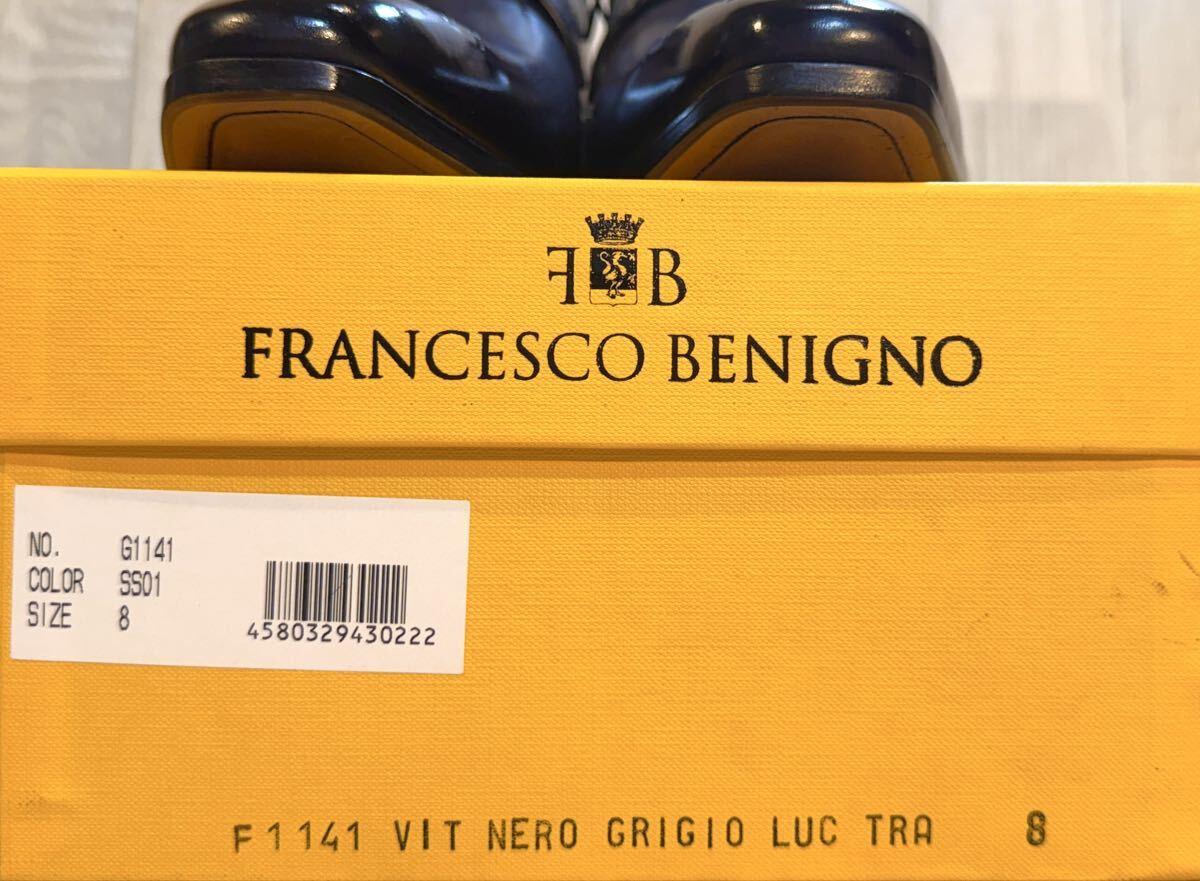 FB
FRANCESCO BENIGNO
NO. G1141
COLOR SS01
SIZE 8
4580329430222
F1141 VIT NERO GRIGIO LUC TRA 8